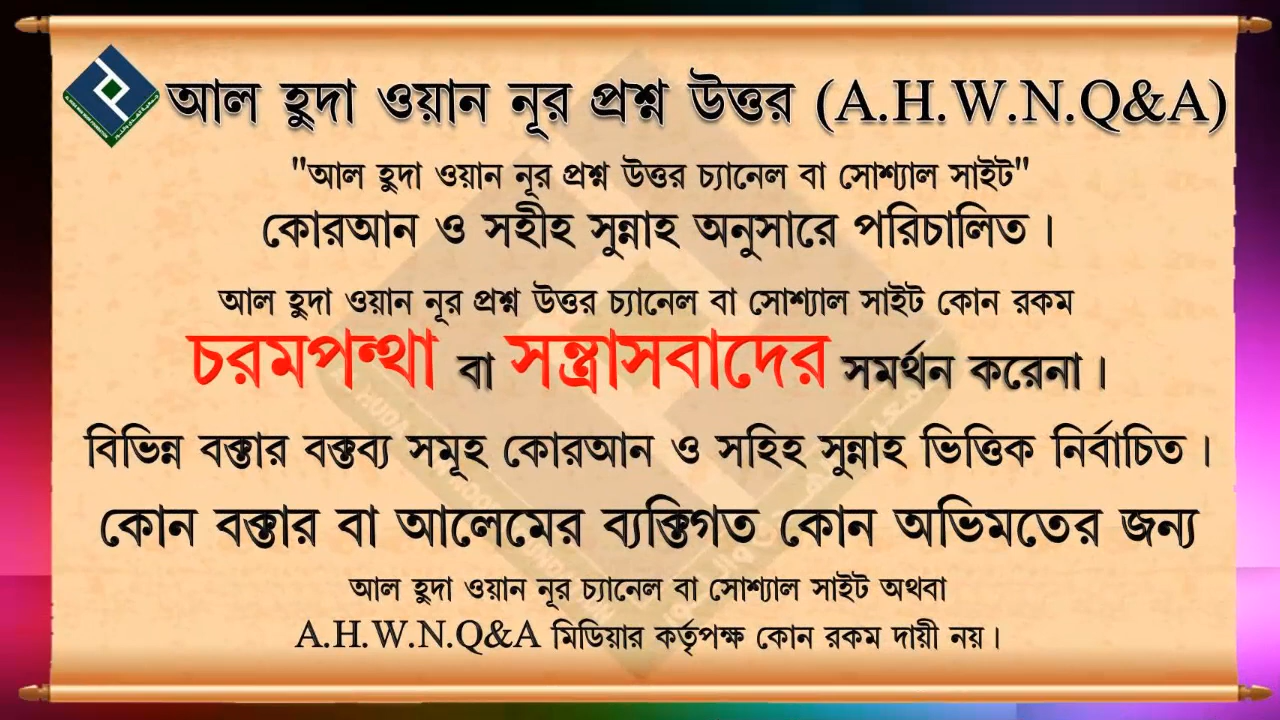 আল হুদা ওয়ান নূর প্রশ্ন উত্তর (A.H.W.N.Q&A)
"আল হুদা ওয়ান নূর প্রশ্ন উত্তর চ্যানেল বা সোশ্যাল সাইট"
কোরআন ও সহীহ সুন্নাহ অনুসারে পরিচালিত।
আল হুদা ওয়ান নূর প্রশ্ন উত্তর চ্যানেল বা সোশ্যাল সাইট কোন রকম
চরমপন্থা বা সন্ত্রাসবাদের সমর্থন করেনা।
বিভিন্ন বক্তার বক্তব্য সমূহ কোরআন ও সহিহ সুন্নাহ ভিত্তিক নির্বাচিত।
কোন বক্তার বা আলেমের ব্যক্তিগত কোন অভিমতের জন্য
আল হুদা ওয়ান নূর চ্যানেল বা সোশ্যাল সাইট অথবা
A.H.W.N.Q&A মিডিয়ার কর্তৃপক্ষ কোন রকম দায়ী নয়।